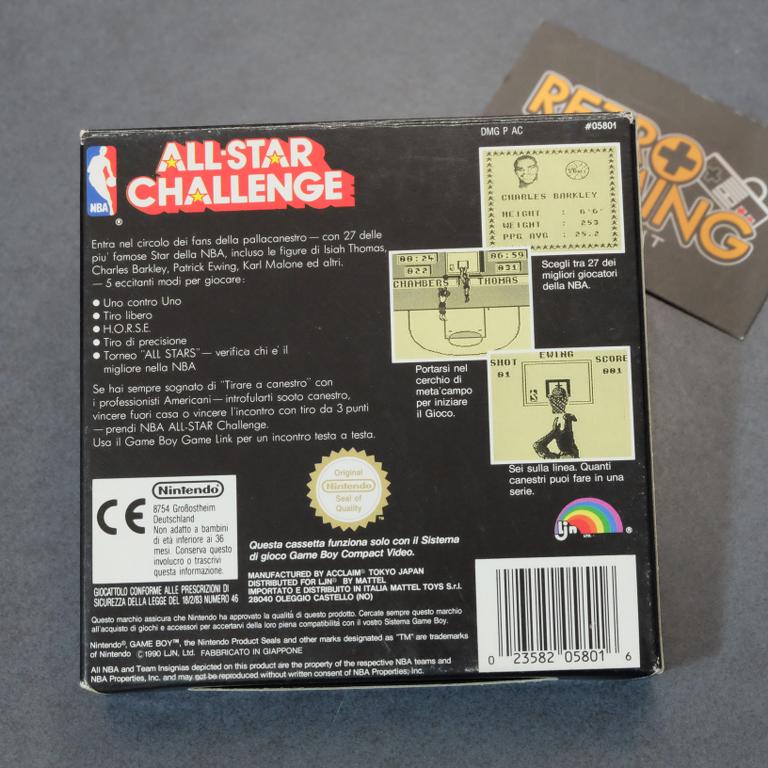 DMG P AC
#05801
NBA
®
ALL-STAR
CHALLENGE
RETRO
GAMING
Entra nel circolo dei fans della pallacanestro — con 27 delle
piu' famose Star della NBA, incluso le figure di Isiah Thomas,
Charles Barkley, Patrick Ewing, Karl Malone ed altri.
— 5 eccitanti modi per giocare:
● Uno contro Uno
● Tiro libero
● H.O.R.S.E.
● Tiro di precisione
● Torneo "ALL STARS" — verifica chi e' il
migliore nella NBA
Se hai sempre sognato di "Tirare a canestro" con
i professionisti Americani — introfularti sooto canestro,
vincere fuori casa o vincere l'incontro con tiro da 3 punti
— prendi NBA ALL-STAR Challenge.
Usa il Game Boy Game Link per un incontro testa a testa.
CHARLES BARKLEY
HEIGHT : 6'6"
WEIGHT : 253
PPG AVG : 25.2
Scegli tra 27 dei
migliori giocatori
della NBA.
00:24
06:59
022
031
CHAMBERS
THOMAS
Portarsi nel
cerchio di
meta' campo
per iniziare
il Gioco.
SHOT
EWING
SCORE
01
001
Sei sulla linea. Quanti
canestri puoi fare in una
serie.
CE
Nintendo
8754 Großostheim
Deutschland
Non adatto a bambini
di età inferiore ai 36
mesi. Conserva questo
involucro o trascrivi
questa informazione.
GIOCATTOLO CONFORME ALLE PRESCRIZIONI DI
SICUREZZA DELLA LEGGE DEL 18/2/83 NUMERO 46
Original
Nintendo
Seal of
Quality
™
Questa cassetta funziona solo con il Sistema
di gioco Game Boy Compact Video.
MANUFACTURED BY ACCLAIM® TOKYO JAPAN
DISTRIBUTED FOR LJN® BY MATTEL
IMPORTATO E DISTRIBUITO IN ITALIA MATTEL TOYS S.r.l.
28040 OLEGGIO CASTELLO (NO)
ljn
LTD.
®
Questo marchio assicura che Nintendo ha approvato la qualità di questo prodotto. Cercate sempre questo marchio
all'acquisto di giochi e accessori per accertarvi della loro piena compatibilità con il vostro Sistema Game Boy.
Nintendo®, GAME BOY™, the Nintendo Product Seals and other marks designated as "TM" are trademarks
of Nintendo © 1990 LJN, Ltd. FABBRICATO IN GIAPPONE
All NBA and Team Insignias depicted on this product are the property of the respective NBA teams and
NBA Properties, Inc. and may not be reproduced without written consent of NBA Properties, Inc.
0 23582 05801 6